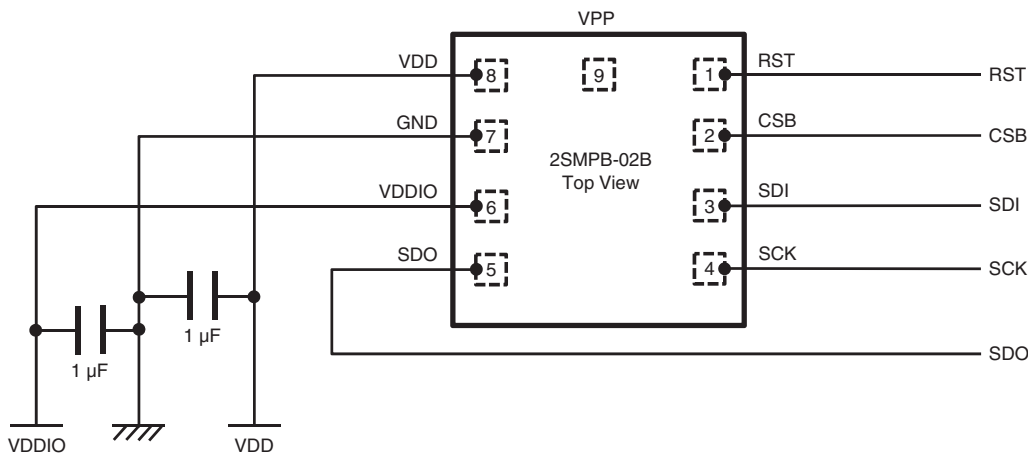 VPP
VDD
8
9
1
RST
RST
GND
7
2
CSB
CSB
2SMPB-02B
Top View
VDDIO
6
3
SDI
SDI
SDO
5
4
SCK
SCK
1 µF
1 µF
SDO
VDDIO
VDD